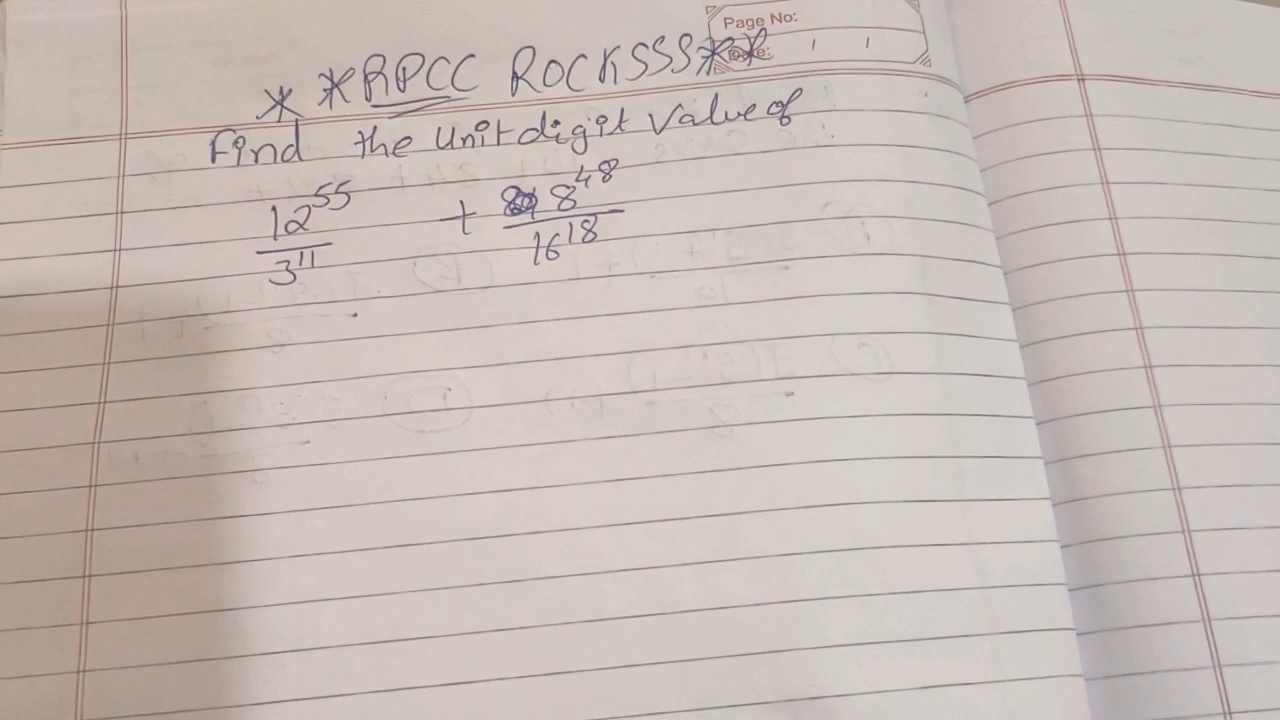 Page No:
* *RPCC ROCKSSS**
Find the unit digit value of
12^55 / 3^11 + 8^48 / 16^18